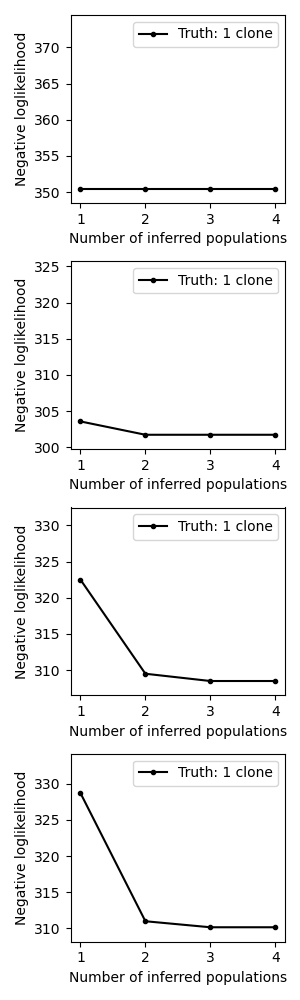 Negative loglikelihood
370
365
360
355
350
Truth: 1 clone
1 2 3 4
Number of inferred populations
Negative loglikelihood
325
320
315
310
305
300
Truth: 1 clone
1 2 3 4
Number of inferred populations
Negative loglikelihood
330
325
320
315
310
Truth: 1 clone
1 2 3 4
Number of inferred populations
Negative loglikelihood
330
325
320
315
310
Truth: 1 clone
1 2 3 4
Number of inferred populations